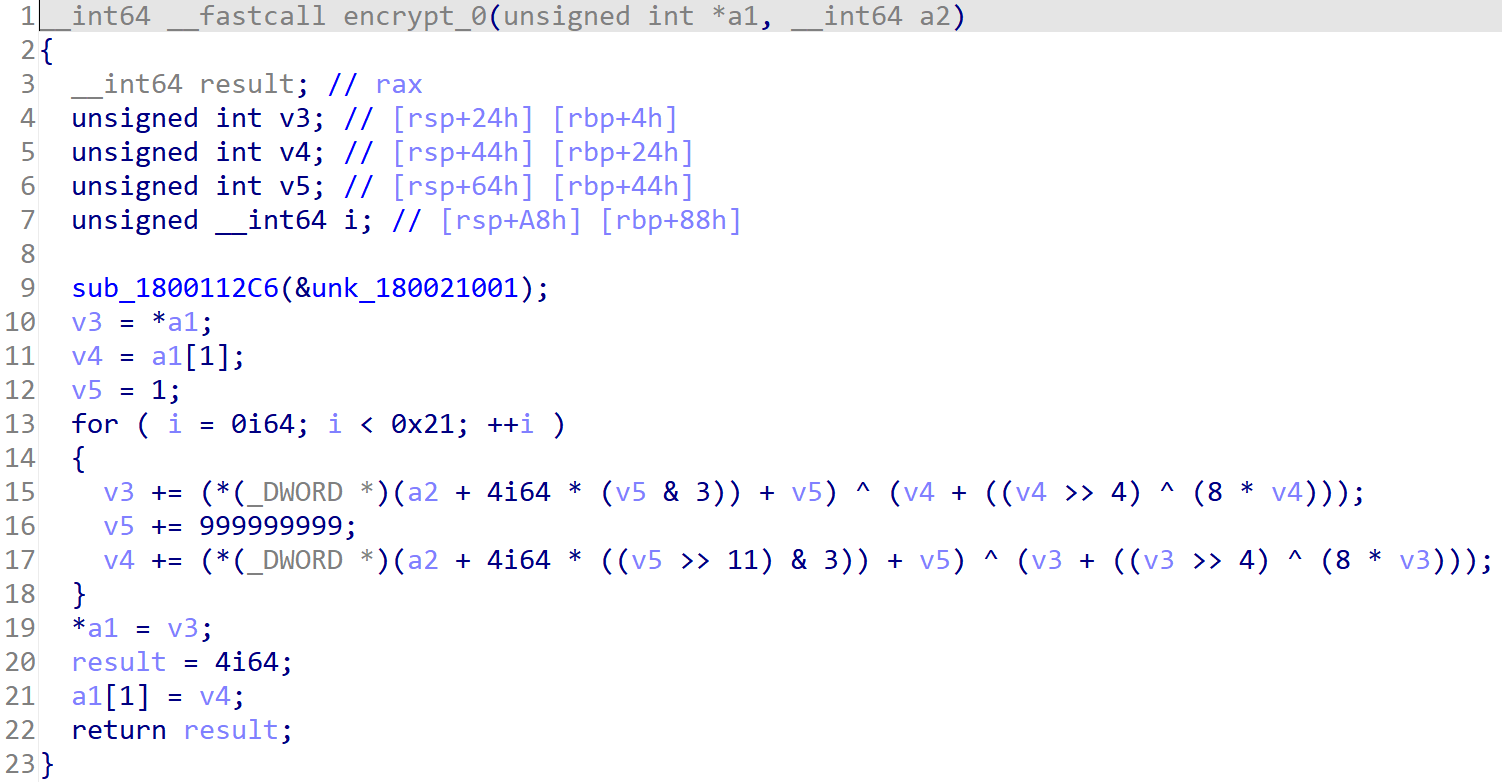 1 __int64 __fastcall encrypt_0(unsigned int *a1, __int64 a2)
2 {
3   __int64 result; // rax
4   unsigned int v3; // [rsp+24h] [rbp+4h]
5   unsigned int v4; // [rsp+44h] [rbp+24h]
6   unsigned int v5; // [rsp+64h] [rbp+44h]
7   unsigned __int64 i; // [rsp+A8h] [rbp+88h]
8
9   sub_1800112C6(&unk_180021001);
10   v3 = *a1;
11   v4 = a1[1];
12   v5 = 1;
13   for ( i = 0i64; i < 0x21; ++i )
14   {
15     v3 += (*(_DWORD *)(a2 + 4i64 * (v5 & 3)) + v5) ^ (v4 + ((v4 >> 4) ^ (8 * v4)));
16     v5 += 999999999;
17     v4 += (*(_DWORD *)(a2 + 4i64 * ((v5 >> 11) & 3)) + v5) ^ (v3 + ((v3 >> 4) ^ (8 * v3)));
18   }
19   *a1 = v3;
20   result = 4i64;
21   a1[1] = v4;
22   return result;
23 }